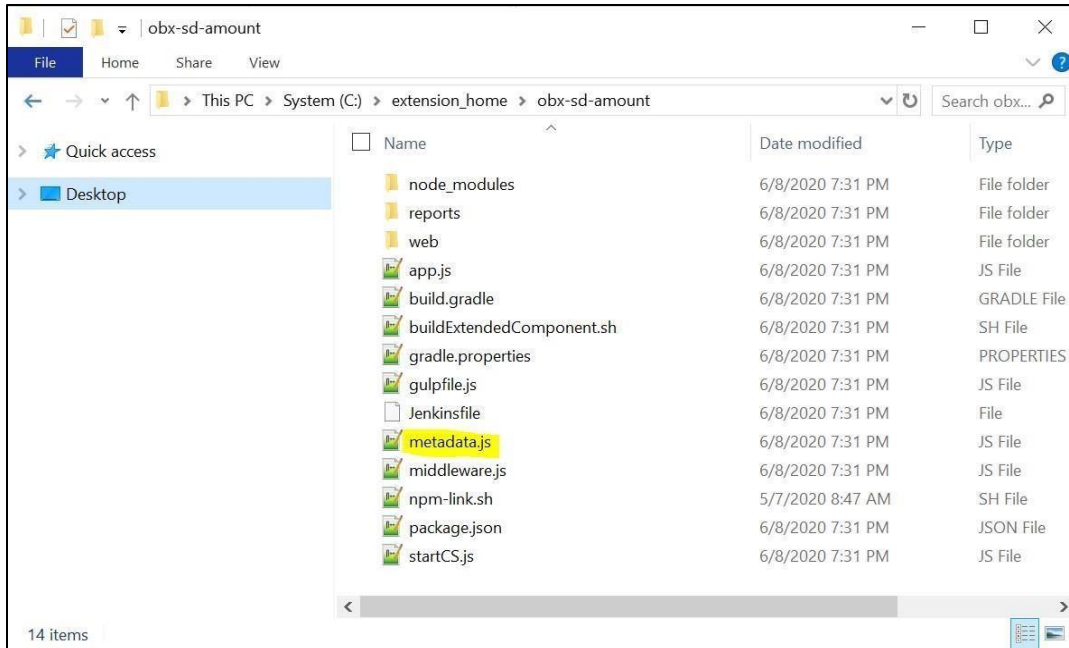 obx-sd-amount
File Home Share View
This PC > System (C:) > extension_home > obx-sd-amount Search obx...
Quick access
Desktop
Name Date modified Type
node_modules 6/8/2020 7:31 PM File folder
reports 6/8/2020 7:31 PM File folder
web 6/8/2020 7:31 PM File folder
app.js 6/8/2020 7:31 PM JS File
build.gradle 6/8/2020 7:31 PM GRADLE File
buildExtendedComponent.sh 6/8/2020 7:31 PM SH File
gradle.properties 6/8/2020 7:31 PM PROPERTIES
gulpfile.js 6/8/2020 7:31 PM JS File
Jenkinsfile 6/8/2020 7:31 PM File
metadata.js 6/8/2020 7:31 PM JS File
middleware.js 6/8/2020 7:31 PM JS File
npm-link.sh 5/7/2020 8:47 AM SH File
package.json 6/8/2020 7:31 PM JSON File
startCS.js 6/8/2020 7:31 PM JS File
14 items